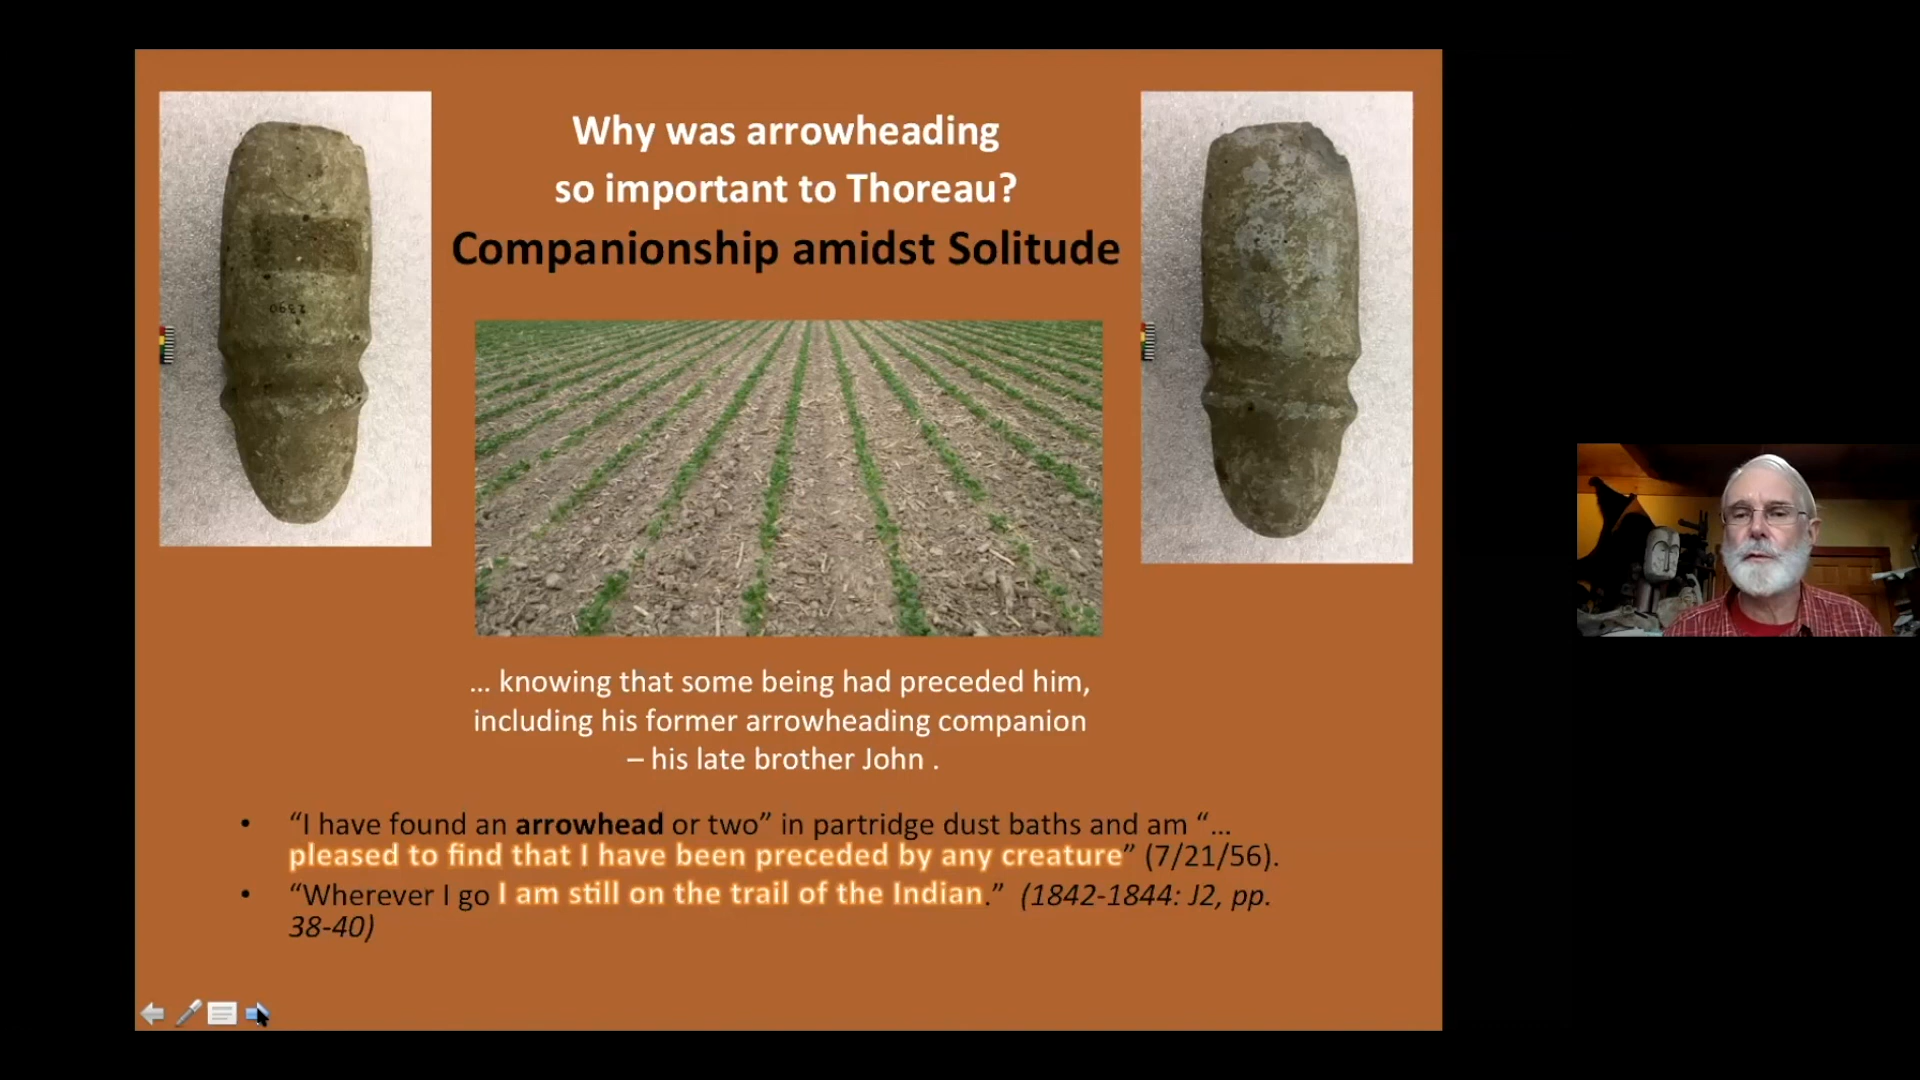 Why was arrowheading
so important to Thoreau?
Companionship amidst Solitude
1390
... knowing that some being had preceded him,
including his former arrowheading companion
– his late brother John .
• “I have found an arrowhead or two” in partridge dust baths and am “...
pleased to find that I have been preceded by any creature” (7/21/56).
• “Wherever I go I am still on the trail of the Indian.” (1842-1844: J2, pp.
38-40)